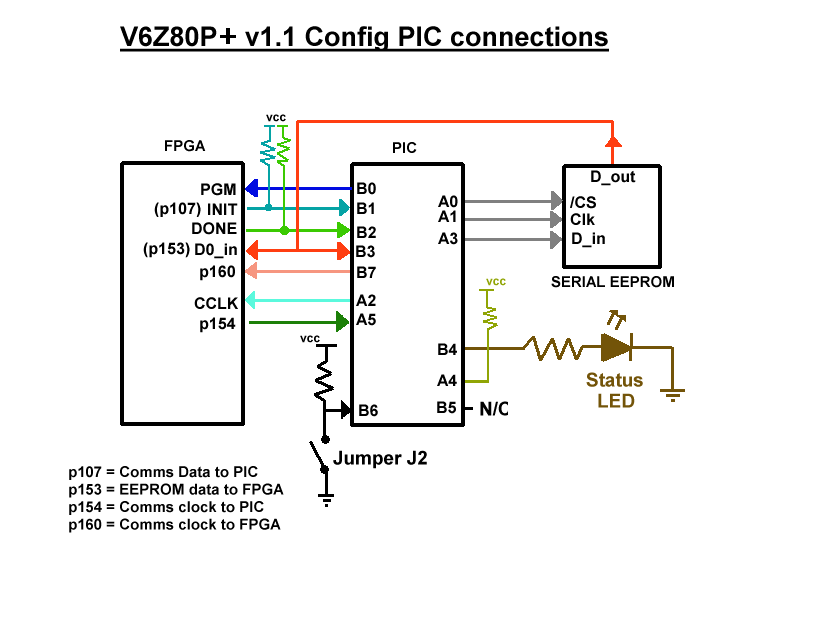 V6Z80P+ v1.1 Config PIC connections
vcc
FPGA
PIC
D_out
PGM
B0
(p107) INIT
B1
A0
/CS
DONE
B2
A1
Clk
(p153) D0_in
B3
A3
D_in
p160
B7
SERIAL EEPROM
vcc
CCLK
A2
p154
A5
vcc
B4
A4
Status
LED
B6
B5
N/C
Jumper J2
p107 = Comms Data to PIC
p153 = EEPROM data to FPGA
p154 = Comms clock to PIC
p160 = Comms clock to FPGA